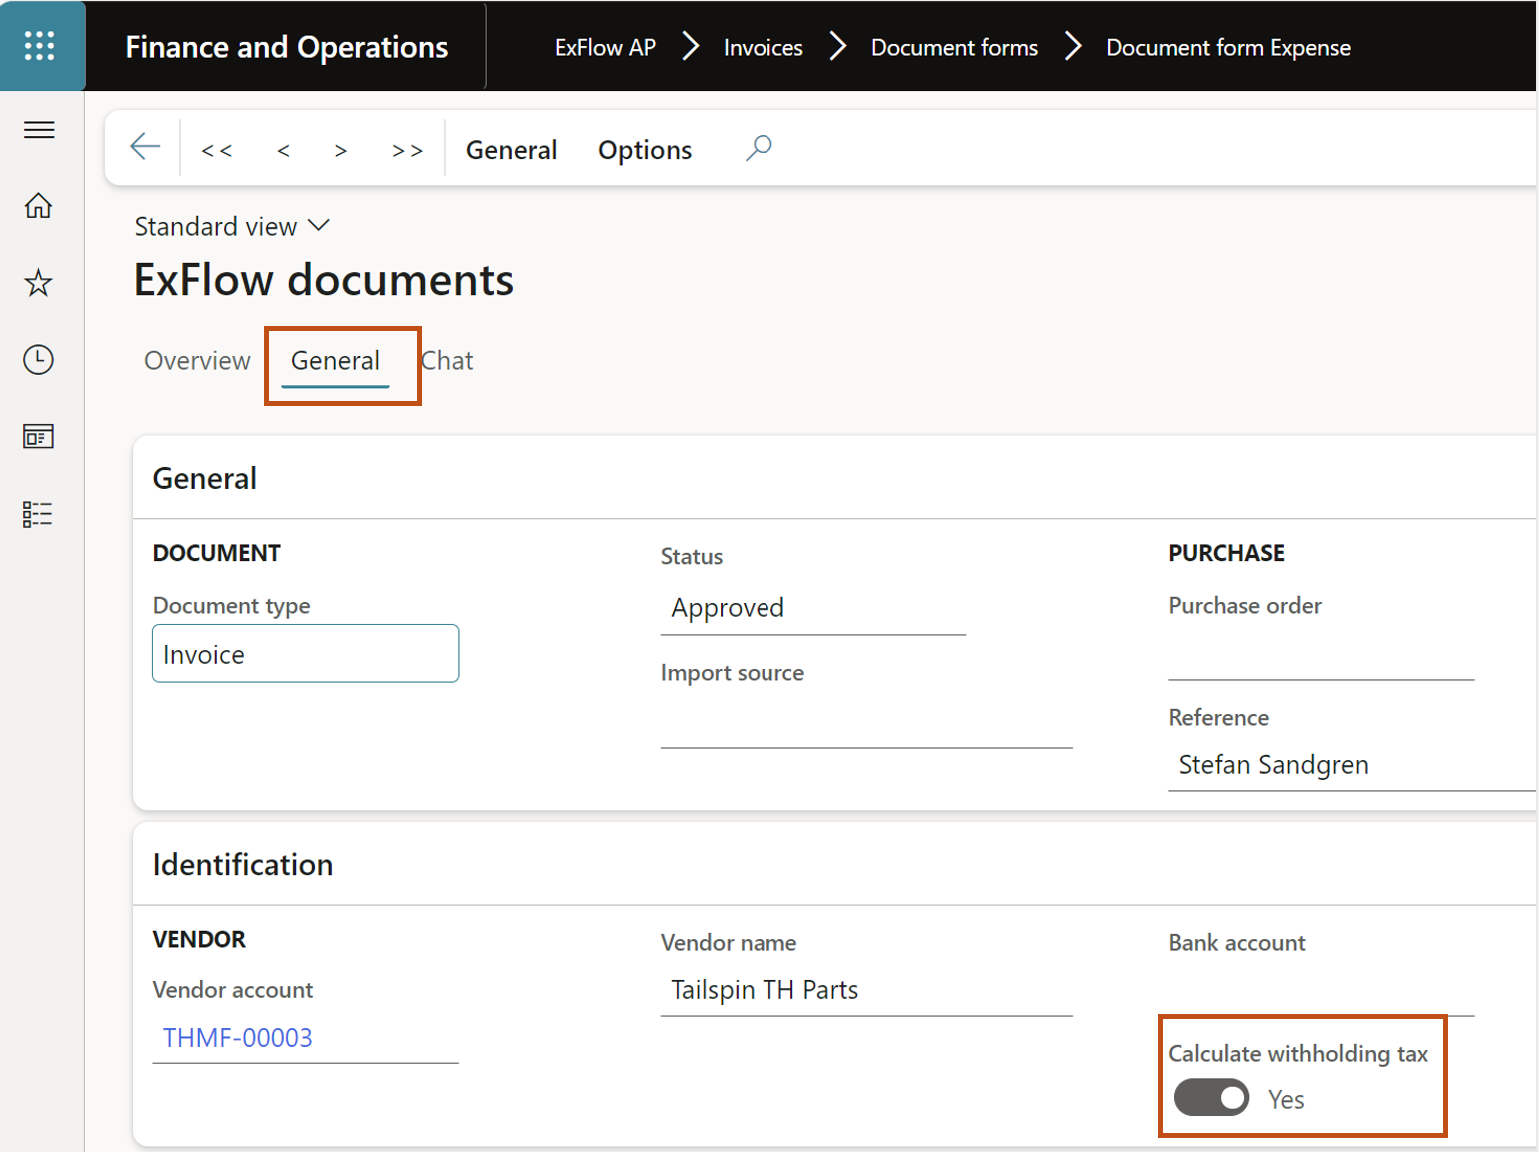 Finance and Operations
ExFlow AP > Invoices > Document forms > Document form Expense
<< < > >> General Options
Standard view
ExFlow documents
Overview General Chat
General
DOCUMENT
Document type
Invoice
Status
Approved
Import source
PURCHASE
Purchase order
Reference
Stefan Sandgren
Identification
VENDOR
Vendor account
THMF-00003
Vendor name
Tailspin TH Parts
Bank account
Calculate withholding tax
Yes